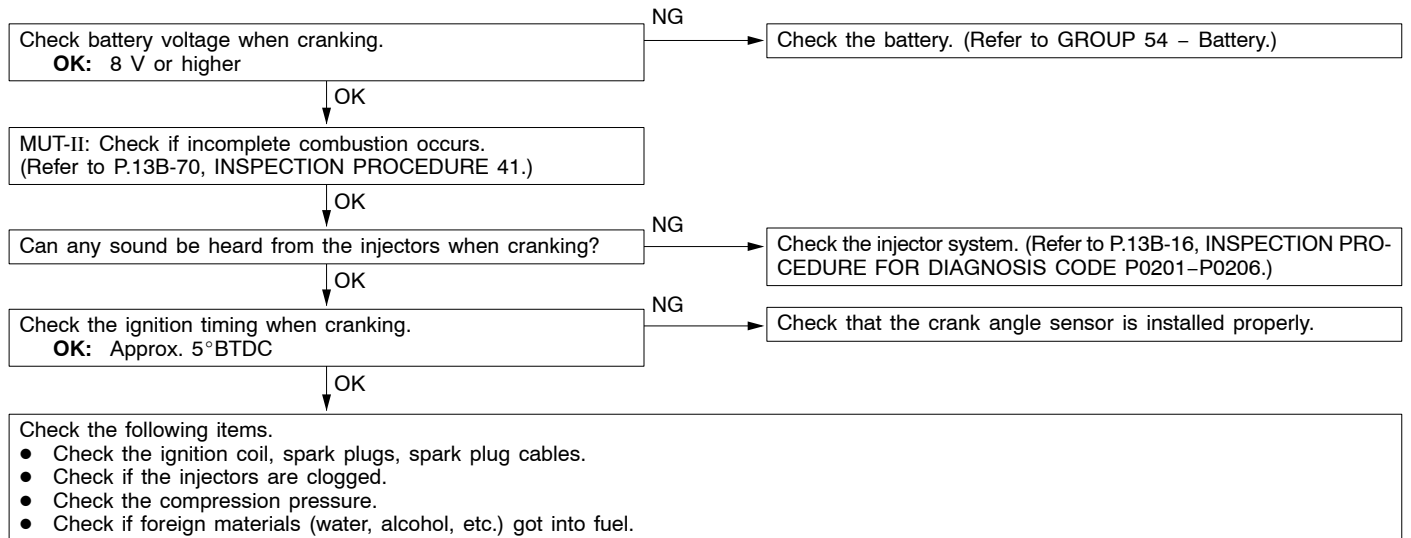 Check battery voltage when cranking.
OK: 8 V or higher
NG
Check the battery. (Refer to GROUP 54 – Battery.)
OK
MUT-II: Check if incomplete combustion occurs.
(Refer to P.13B-70, INSPECTION PROCEDURE 41.)
OK
Can any sound be heard from the injectors when cranking?
NG
Check the injector system. (Refer to P.13B-16, INSPECTION PRO-
CEDURE FOR DIAGNOSIS CODE P0201–P0206.)
OK
Check the ignition timing when cranking.
OK: Approx. 5°BTDC
NG
Check that the crank angle sensor is installed properly.
OK
Check the following items.
● Check the ignition coil, spark plugs, spark plug cables.
● Check if the injectors are clogged.
● Check the compression pressure.
● Check if foreign materials (water, alcohol, etc.) got into fuel.